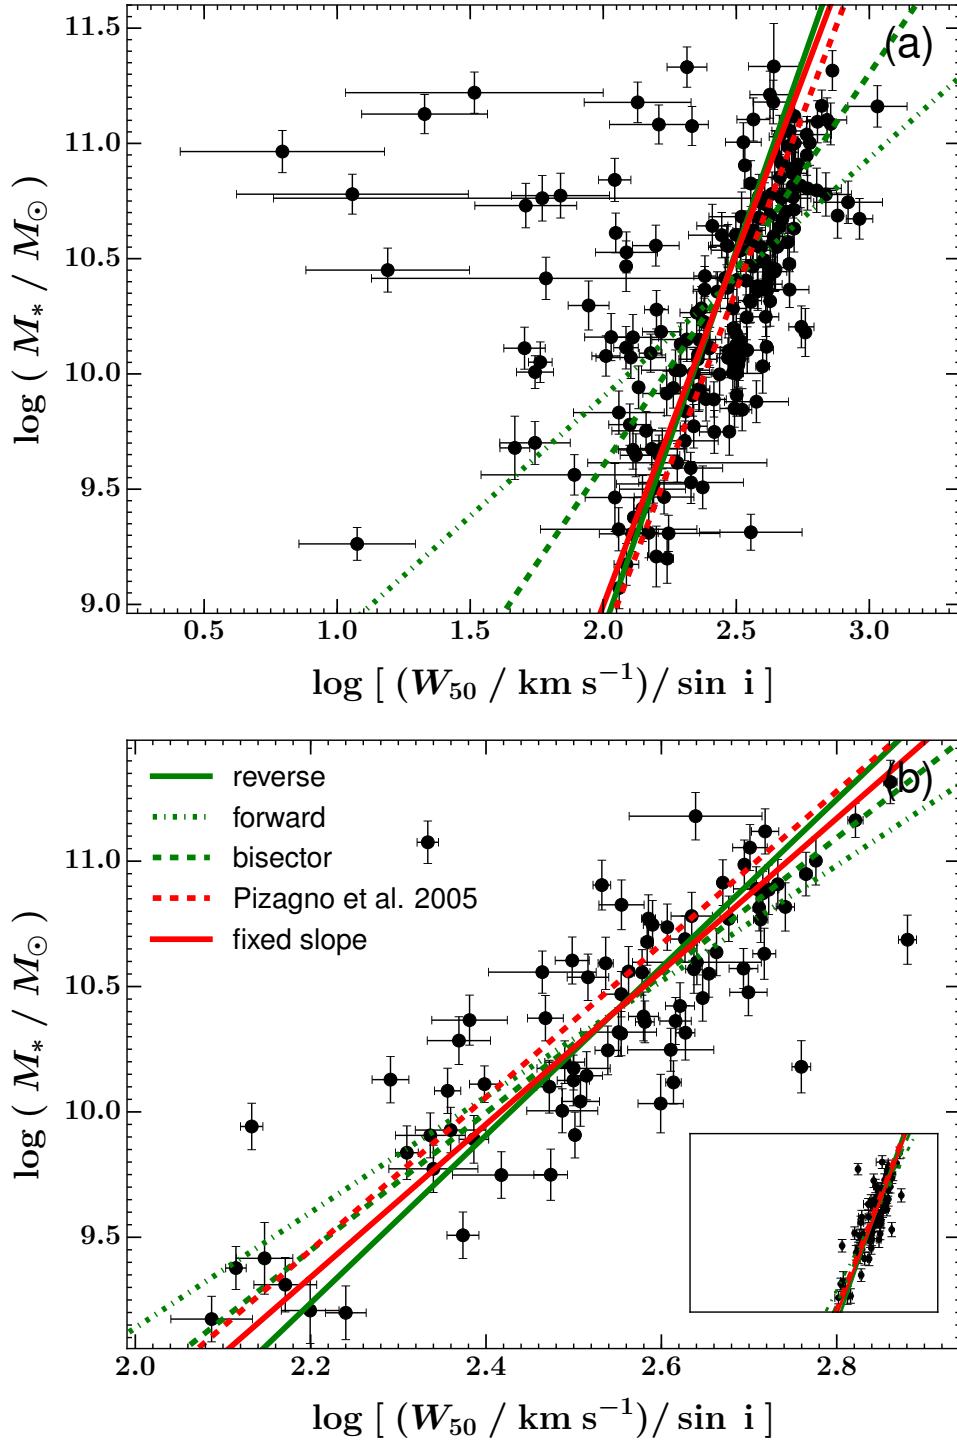 (a)
11.5
11.0
10.5
10.0
9.5
9.0
log ( M* / M⊙ )
0.5 1.0 1.5 2.0 2.5 3.0
log [ (W50 / km s−1)/ sin i ]
(b)
reverse
forward
bisector
Pizagno et al. 2005
fixed slope
11.0
10.5
10.0
9.5
log ( M* / M⊙ )
2.0 2.2 2.4 2.6 2.8
log [ (W50 / km s−1)/ sin i ]